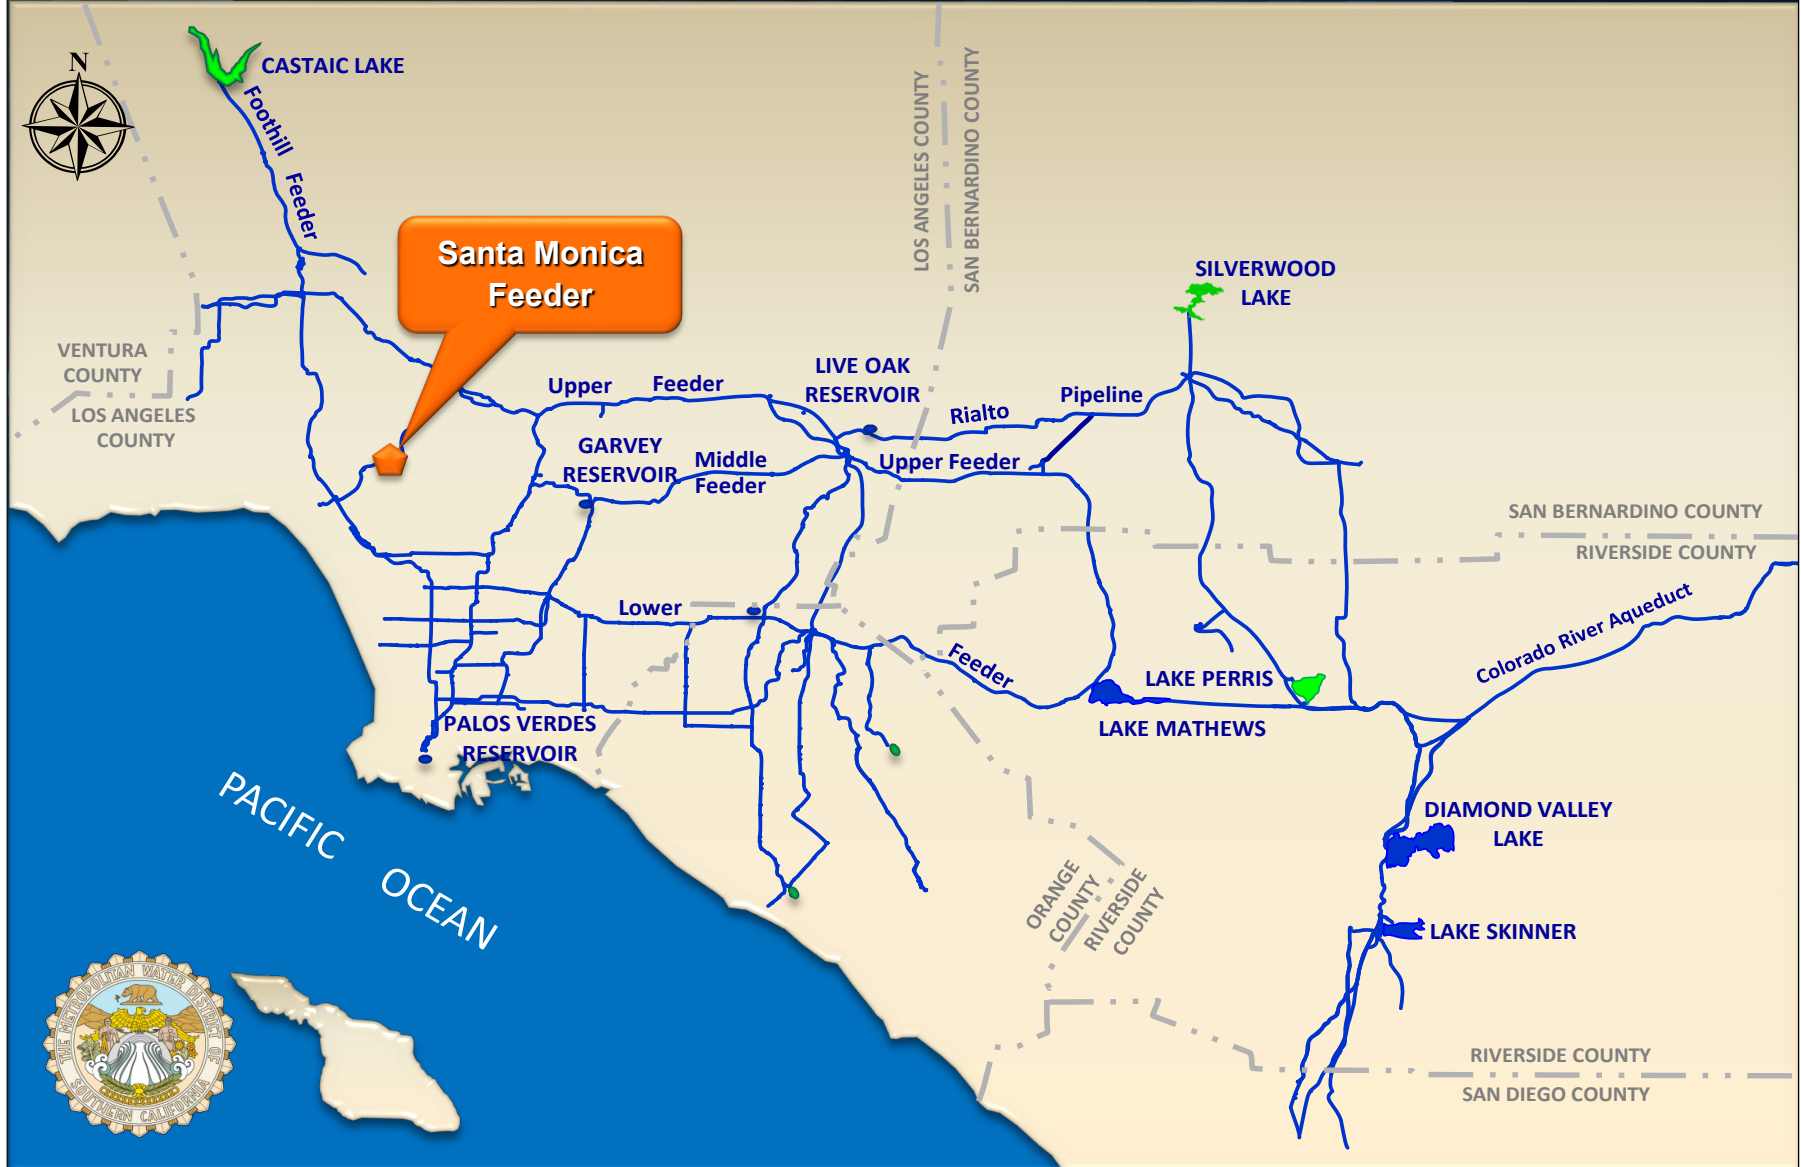 N
CASTAIC LAKE
Foothill Feeder
Santa Monica
Feeder
LOS ANGELES COUNTY
SAN BERNARDINO COUNTY
SILVERWOOD
LAKE
VENTURA
COUNTY
LOS ANGELES
COUNTY
LIVE OAK
RESERVOIR
Upper Feeder
Rialto Pipeline
GARVEY
RESERVOIR
Middle
Feeder
Upper Feeder
SAN BERNARDINO COUNTY
RIVERSIDE COUNTY
Colorado River Aqueduct
Lower Feeder
LAKE PERRIS
LAKE MATHEWS
PALOS VERDES
RESERVOIR
PACIFIC OCEAN
DIAMOND VALLEY
LAKE
ORANGE
COUNTY
RIVERSIDE
COUNTY
LAKE SKINNER
THE METROPOLITAN WATER DISTRICT OF
SOUTHERN CALIFORNIA
RIVERSIDE COUNTY
SAN DIEGO COUNTY